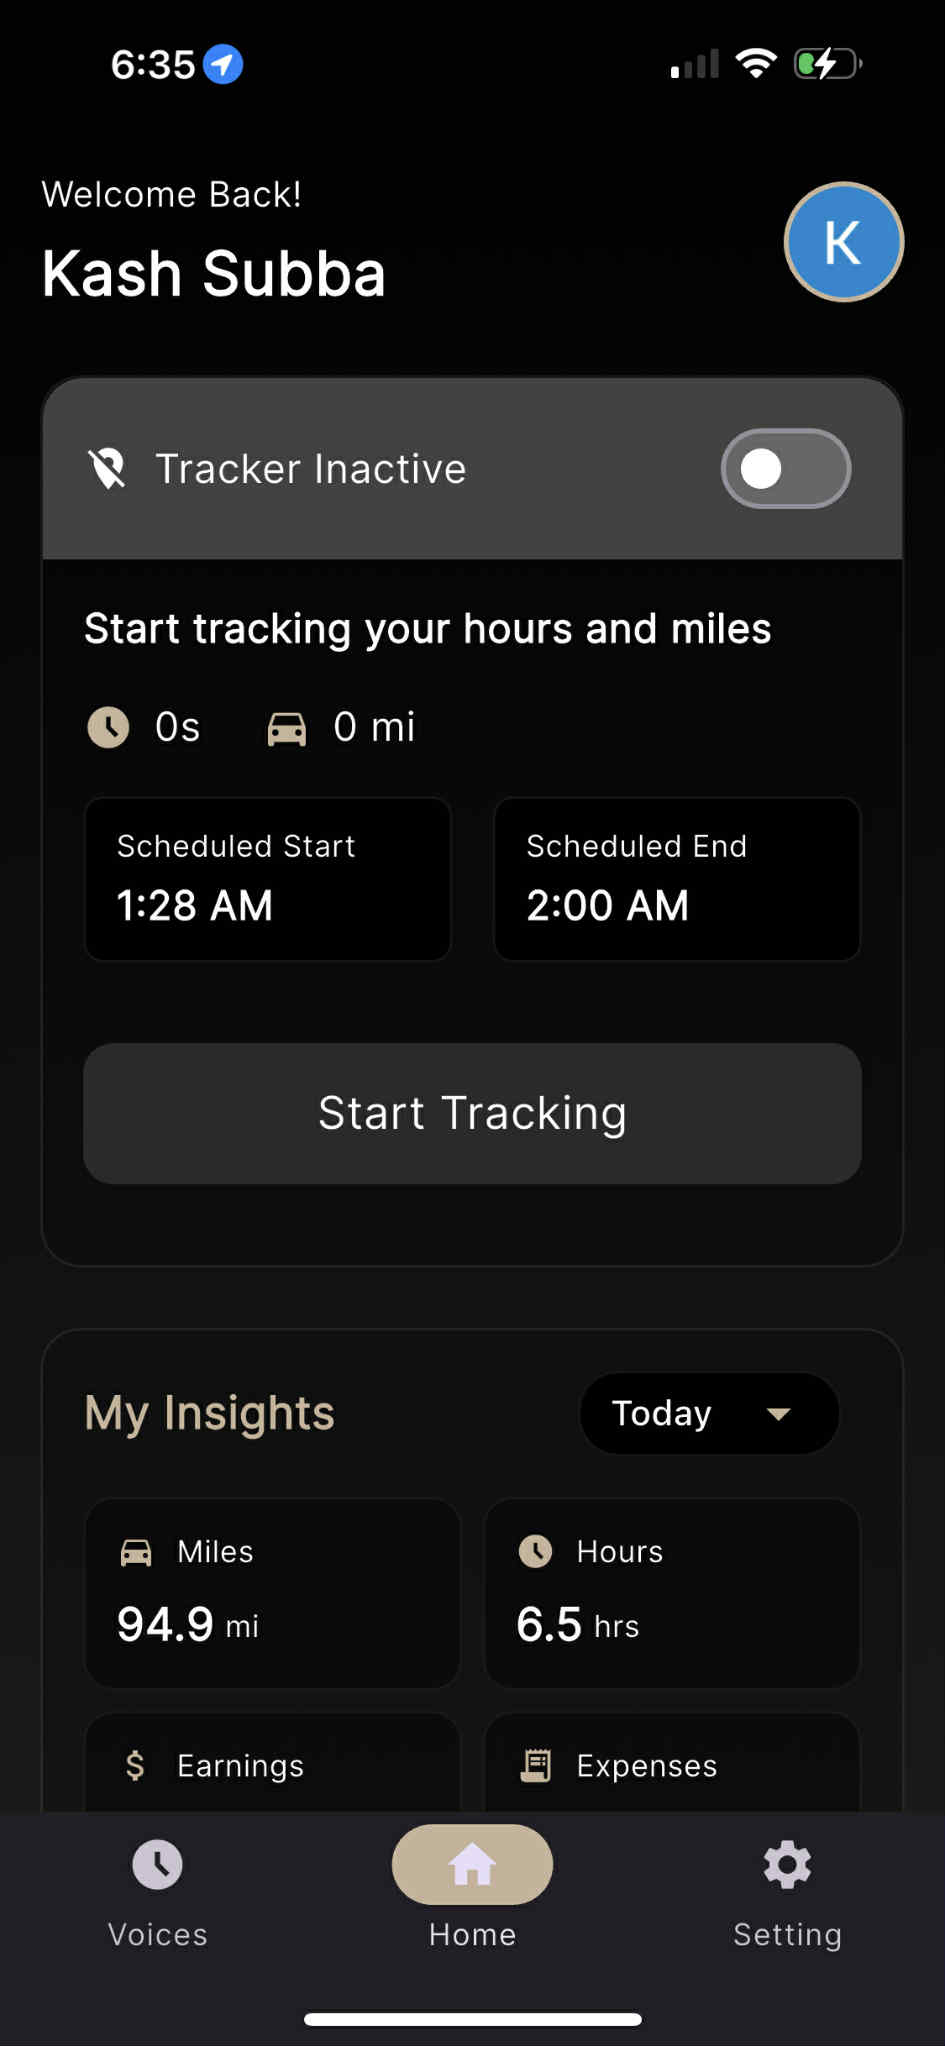 6:35
Welcome Back!
Kash Subba
K
Tracker Inactive
Start tracking your hours and miles
0s 0 mi
Scheduled Start Scheduled End
1:28 AM 2:00 AM
Start Tracking
My Insights Today
Miles Hours
94.9 mi 6.5 hrs
$ Earnings Expenses
Voices Home Setting